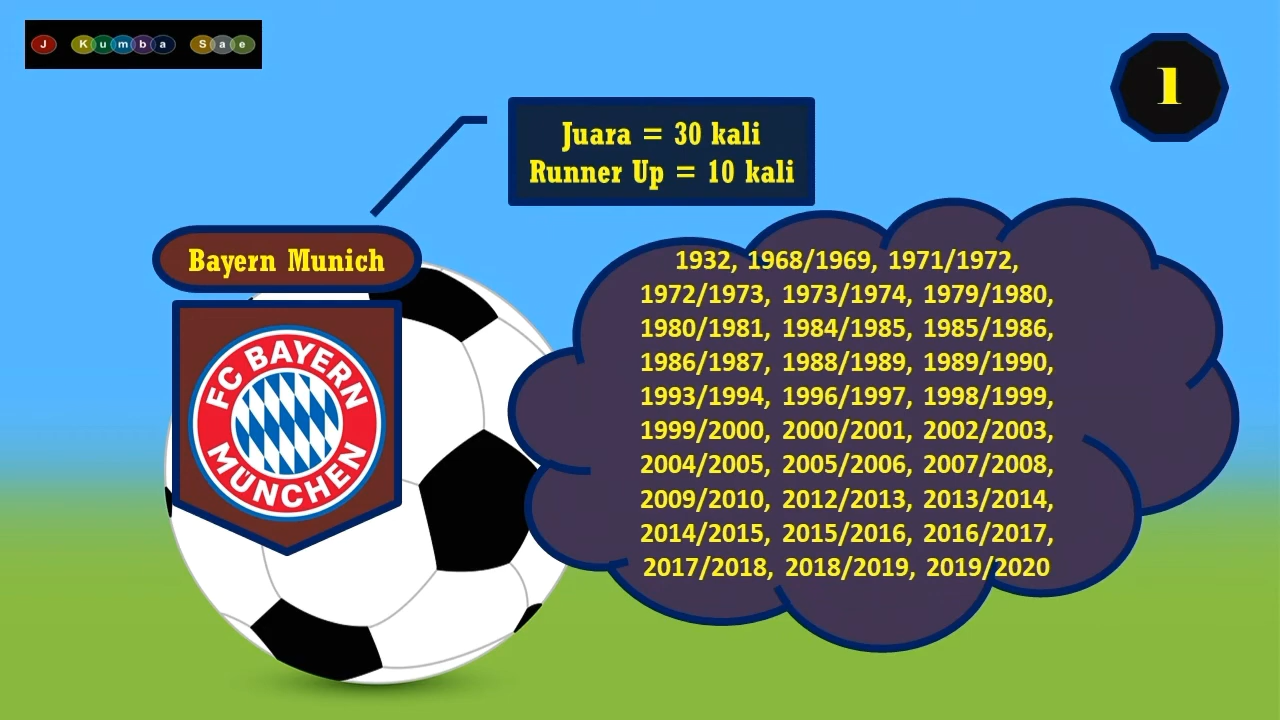 J Kumba Sae
1
Juara = 30 kali
Runner Up = 10 kali
Bayern Munich
FC BAYERN
MÜNCHEN
1932, 1968/1969, 1971/1972,
1972/1973, 1973/1974, 1979/1980,
1980/1981, 1984/1985, 1985/1986,
1986/1987, 1988/1989, 1989/1990,
1993/1994, 1996/1997, 1998/1999,
1999/2000, 2000/2001, 2002/2003,
2004/2005, 2005/2006, 2007/2008,
2009/2010, 2012/2013, 2013/2014,
2014/2015, 2015/2016, 2016/2017,
2017/2018, 2018/2019, 2019/2020